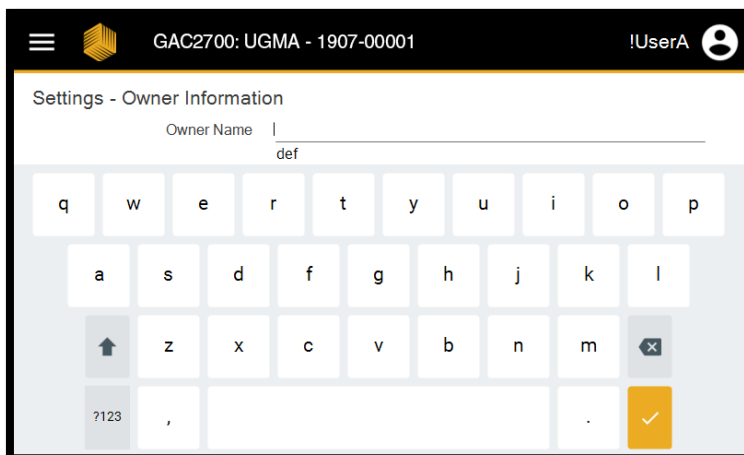 GAC2700: UGMA - 1907-00001 !UserA
Settings - Owner Information
Owner Name
def
q w e r t y u i o p
a s d f g h j k l
z x c v b n m
?123 , .